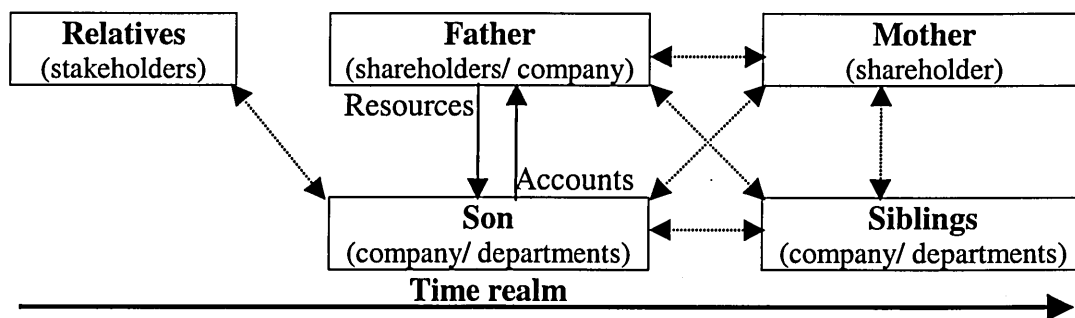 Relatives
(stakeholders)
Father
(shareholders/ company)
Mother
(shareholder)
Resources
Accounts
Son
(company/ departments)
Siblings
(company/ departments)
Time realm